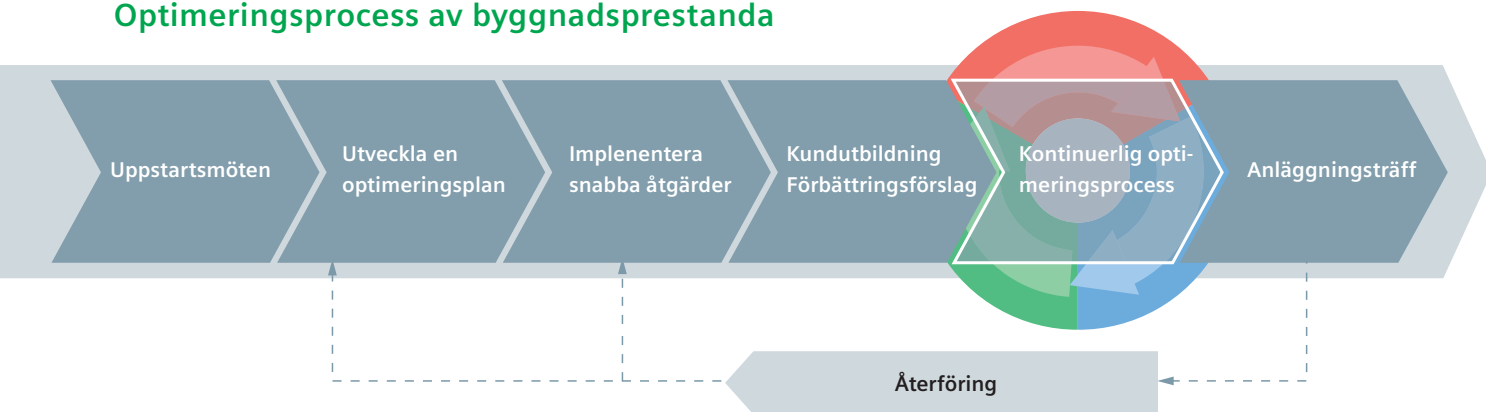 Optimeringsprocess av byggnadsprestanda
Uppstartsmöten
Utveckla en
optimeringsplan
Implenentera
snabba åtgärder
Kundutbildning
Förbättringsförslag
Kontinuerlig opti-
meringsprocess
Anläggningsträff
Återföring